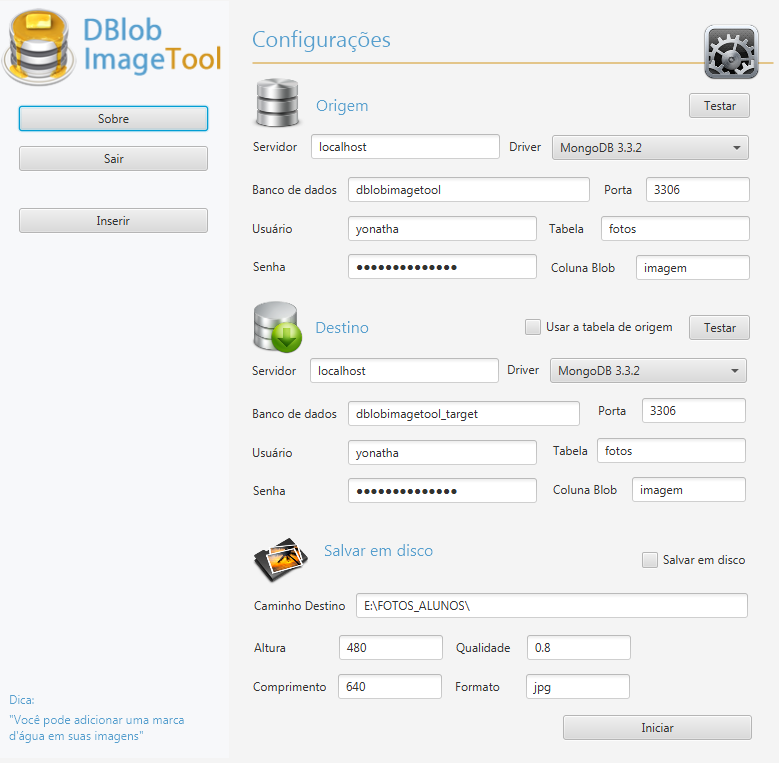 DBlob
ImageTool
Sobre
Sair
Inserir
Dica:
"Você pode adicionar uma marca
d'água em suas imagens"
Configurações
Origem
Testar
Servidor localhost Driver MongoDB 3.3.2
Banco de dados dblobimagetool Porta 3306
Usuário yonatha Tabela fotos
Senha •••••••••••••• Coluna Blob imagem
Destino Usar a tabela de origem Testar
Servidor localhost Driver MongoDB 3.3.2
Banco de dados dblobimagetool_target Porta 3306
Usuário yonatha Tabela fotos
Senha •••••••••••••• Coluna Blob imagem
Salvar em disco Salvar em disco
Caminho Destino E:\FOTOS_ALUNOS\
Altura 480 Qualidade 0.8
Comprimento 640 Formato jpg
Iniciar